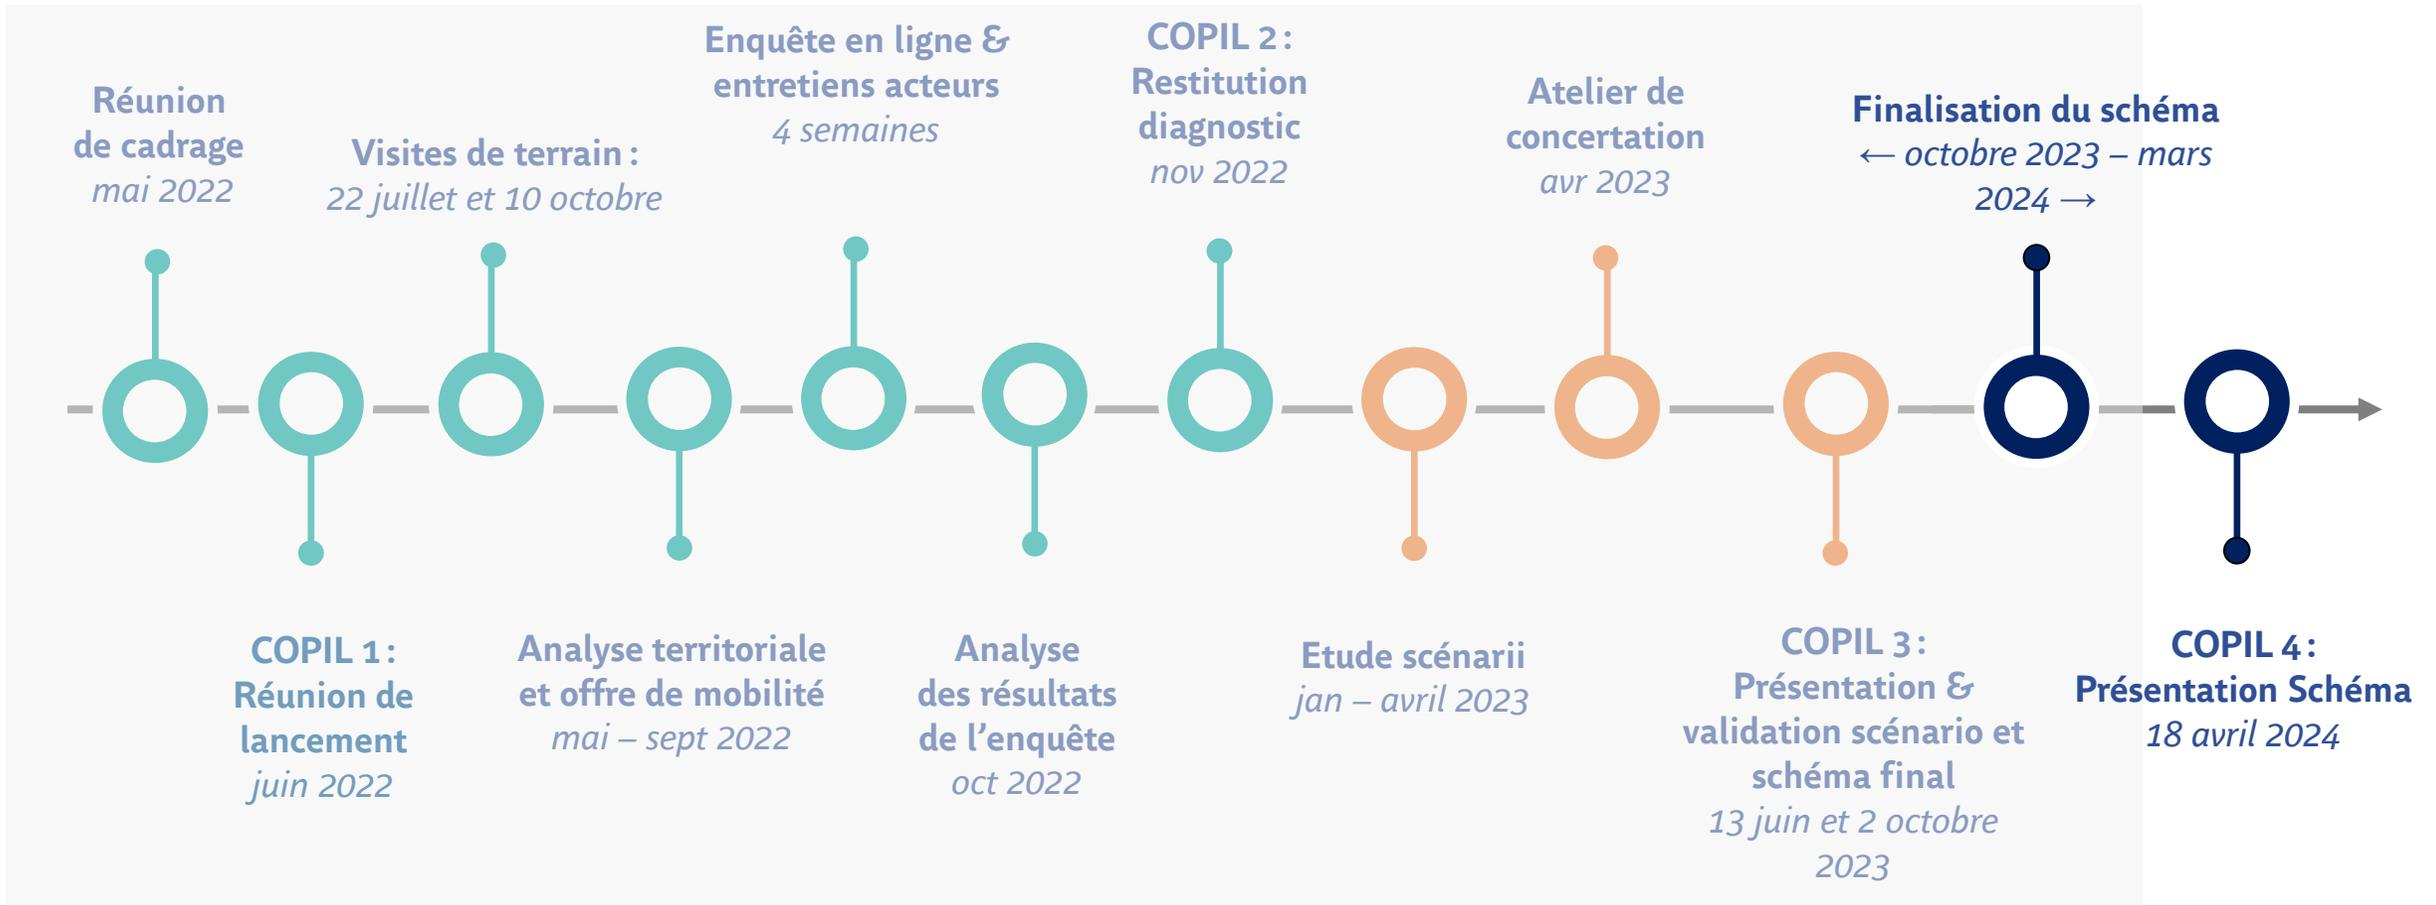 Réunion
de cadrage
mai 2022
COPIL 1 :
Réunion de
lancement
juin 2022
Visites de terrain :
22 juillet et 10 octobre
Analyse territoriale
et offre de mobilité
mai – sept 2022
Enquête en ligne &
entretiens acteurs
4 semaines
Analyse
des résultats
de l'enquête
oct 2022
COPIL 2 :
Restitution
diagnostic
nov 2022
Etude scénarii
jan – avril 2023
Atelier de
concertation
avr 2023
COPIL 3 :
Présentation &
validation scénario et
schéma final
13 juin et 2 octobre
2023
Finalisation du schéma
← octobre 2023 – mars
2024 →
COPIL 4 :
Présentation Schéma
18 avril 2024